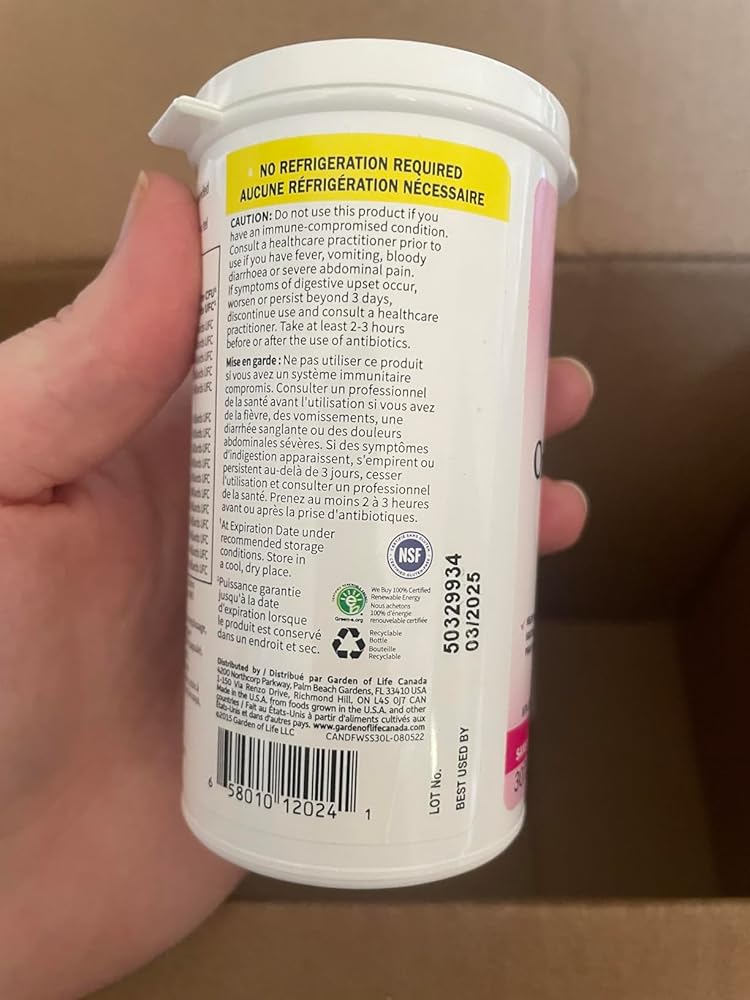 NO REFRIGERATION REQUIRED
AUCUNE RÉFRIGÉRATION NÉCESSAIRE
CAUTION: Do not use this product if you
have an immune-compromised condition.
Consult a healthcare practitioner prior to
use if you have fever, vomiting, bloody
diarrhoea or severe abdominal pain.
If symptoms of digestive upset occur,
worsen or persist beyond 3 days,
discontinue use and consult a healthcare
practitioner. Take at least 2-3 hours
before or after the use of antibiotics.
Mise en garde : Ne pas utiliser ce produit
si vous avez un système immunitaire
compromis. Consulter un professionnel
de la santé avant l'utilisation si vous avez
de la fièvre, des vomissements, une
diarrhée sanglante ou des douleurs
abdominales sévères. Si des symptômes
d'indigestion apparaissent, s'empirent ou
persistent au-delà de 3 jours, cesser
l'utilisation et consulter un professionnel
de la santé. Prenez au moins 2 à 3 heures
avant ou après la prise d'antibiotiques.
At Expiration Date under
recommended storage
conditions. Store in
a cool, dry place.
Puissance garantie
jusqu'à la date
d'expiration lorsque
le produit est conservé
dans un endroit et sec.
NSF
We Buy 100% Certified
Renewable Energy
Nous achetons
100% d'énergie
renouvelable certifiée
Green-e.org
Recyclable
Bottle
Bouteille
Recyclable
50329934
03/2025
LOT No.
BEST USED BY
Distributed by / Distribué par Garden of Life Canada
4200 Northcorp Parkway, Palm Beach Gardens, FL 33410 USA
1-150 Via Renzo Drive, Richmond Hill, ON L4S 0J7 CAN
Made in the U.S.A. from foods grown in the U.S.A. and other
countries / Fait au États-Unis à partir d'aliments cultivés aux
États-Unis et dans d'autres pays. www.gardenoflifecanada.com
©2015 Garden of Life LLC
CANDFWSS30L-080522
6 58010 12024 1